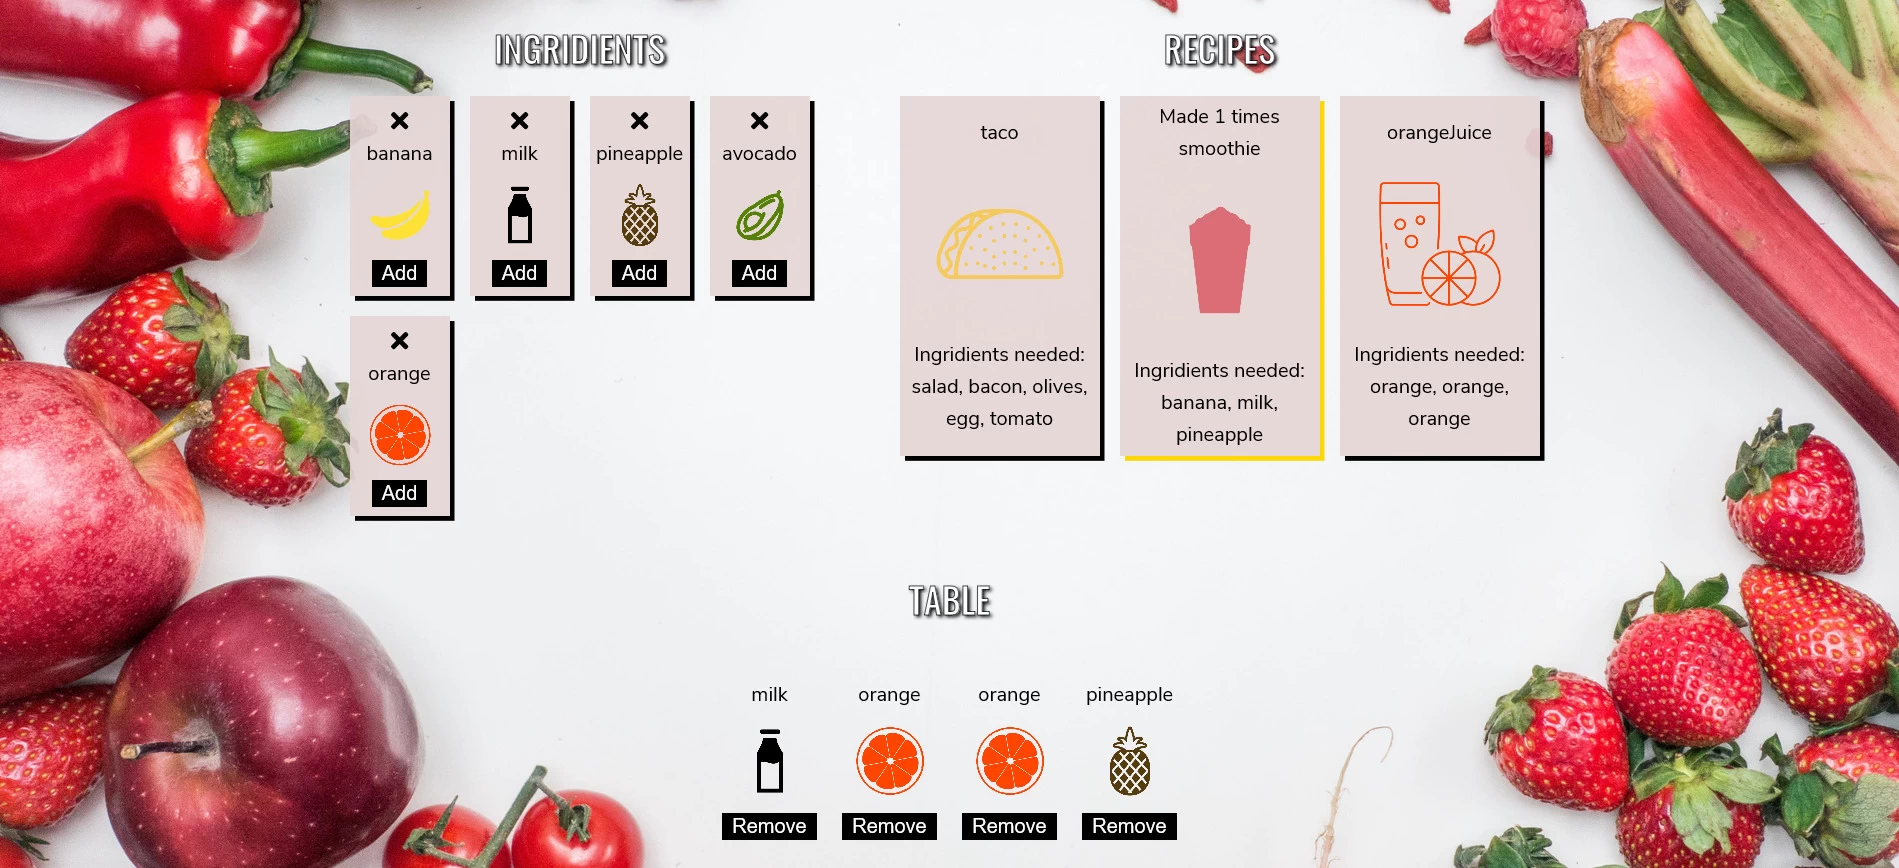 INGRIDIENTS
banana
Add
milk
Add
pineapple
Add
avocado
Add
orange
Add
RECIPES
taco
Ingridients needed:
salad, bacon, olives,
egg, tomato
Made 1 times
smoothie
Ingridients needed:
banana, milk,
pineapple
orangeJuice
Ingridients needed:
orange, orange,
orange
TABLE
milk
Remove
orange
Remove
orange
Remove
pineapple
Remove